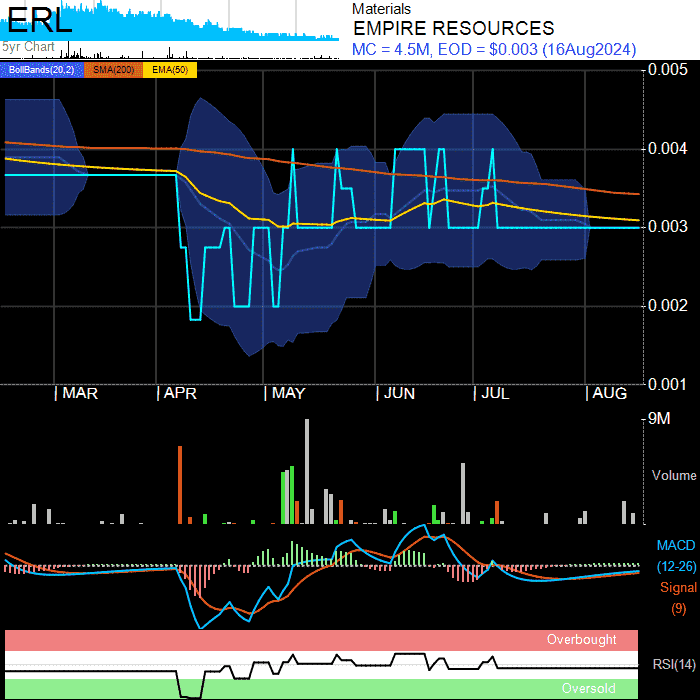 ERL
5yr Chart
Materials
EMPIRE RESOURCES
MC = 4.5M, EOD = $0.003 (16Aug2024)
BollBands(20,2) SMA(200) EMA(50)
0.005
0.004
0.003
0.002
0.001
MAR APR MAY JUN JUL AUG
9M
Volume
MACD
(12-26)
Signal
(9)
Overbought
RSI(14)
Oversold